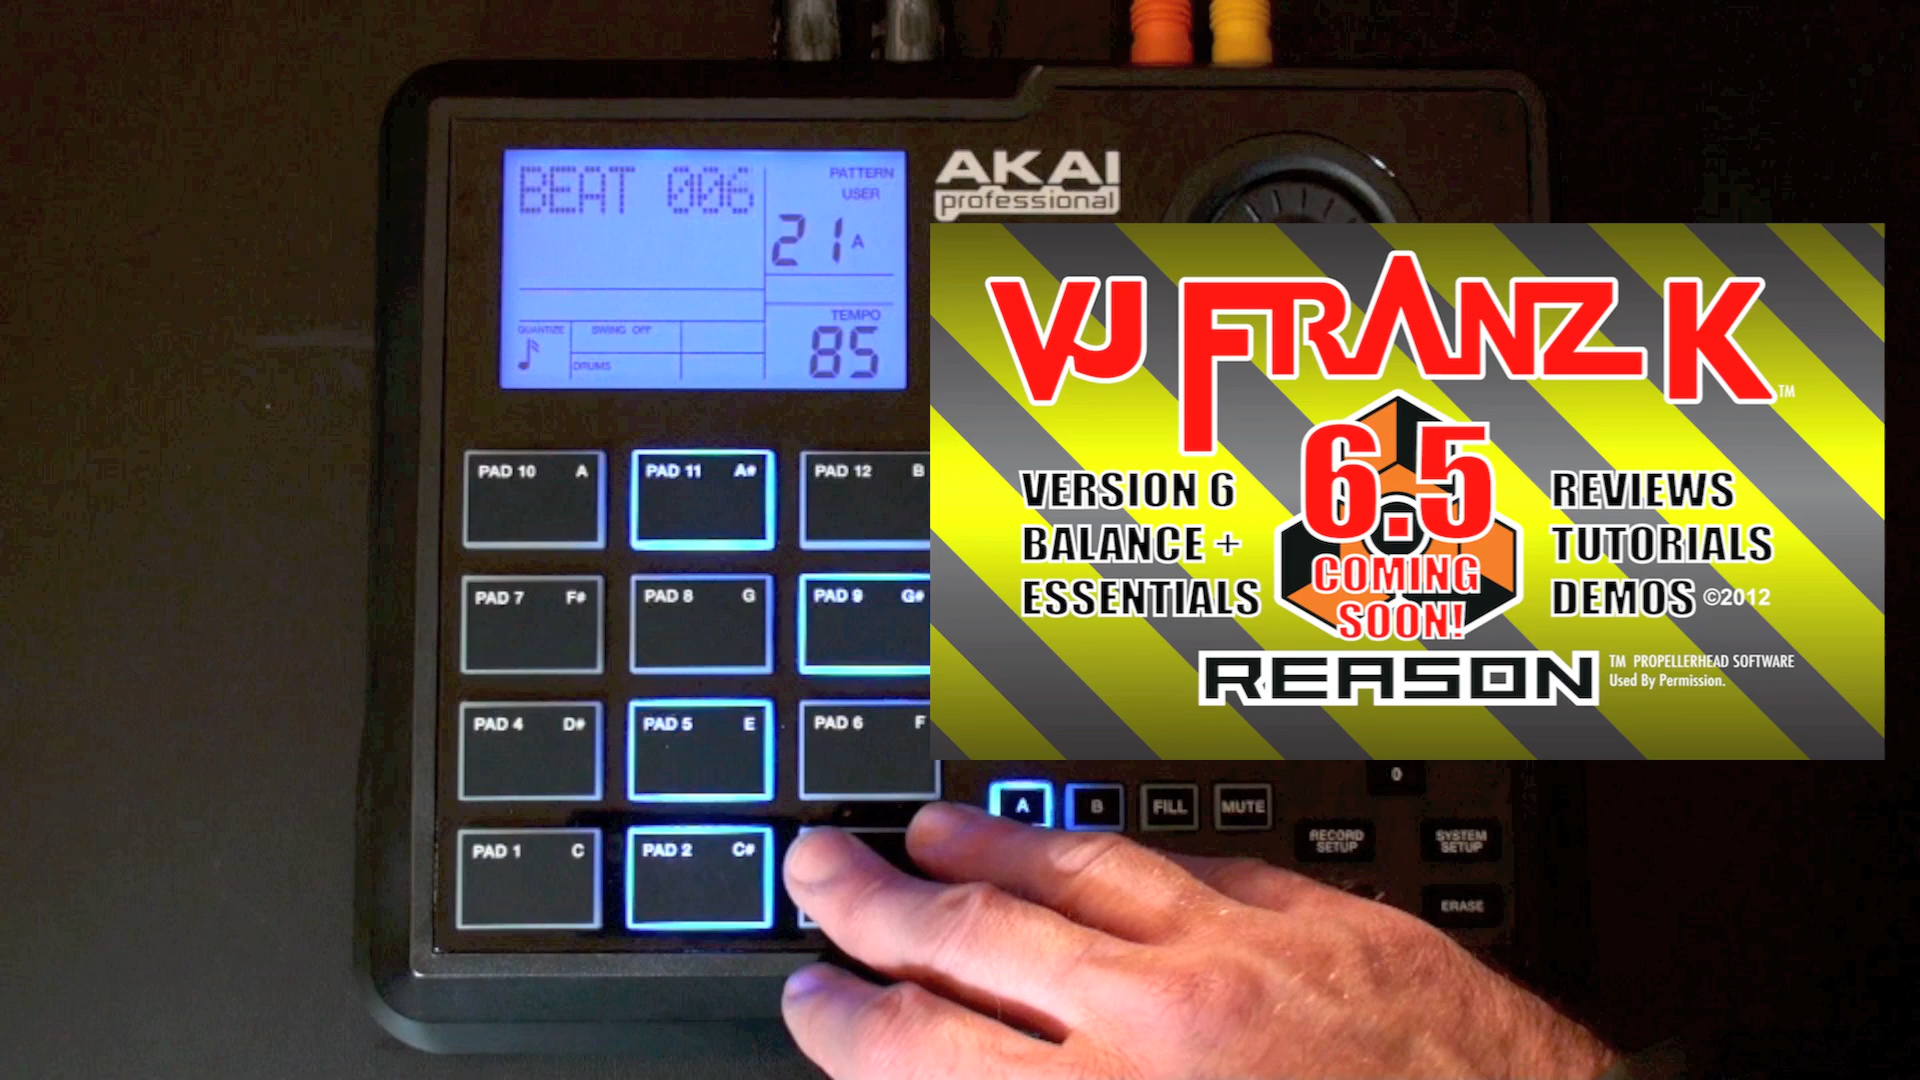 BEAT 006
PATTERN
USER
21 A
TEMPO
85
QUANTIZE
SWING OFF
DRUMS
AKAI
professional
PAD 10 A
PAD 11 A#
PAD 12 B
PAD 7 F#
PAD 8 G
PAD 9 G#
PAD 4 D#
PAD 5 E
PAD 6 F
PAD 1 C
PAD 2 C#
VJ FRANZ K ™
6.5
COMING
SOON!
VERSION 6
BALANCE +
ESSENTIALS
REVIEWS
TUTORIALS
DEMOS ©2012
REASON
TM PROPELLERHEAD SOFTWARE
Used By Permission.
0
A
B
FILL
MUTE
RECORD
SETUP
SYSTEM
SETUP
ERASE